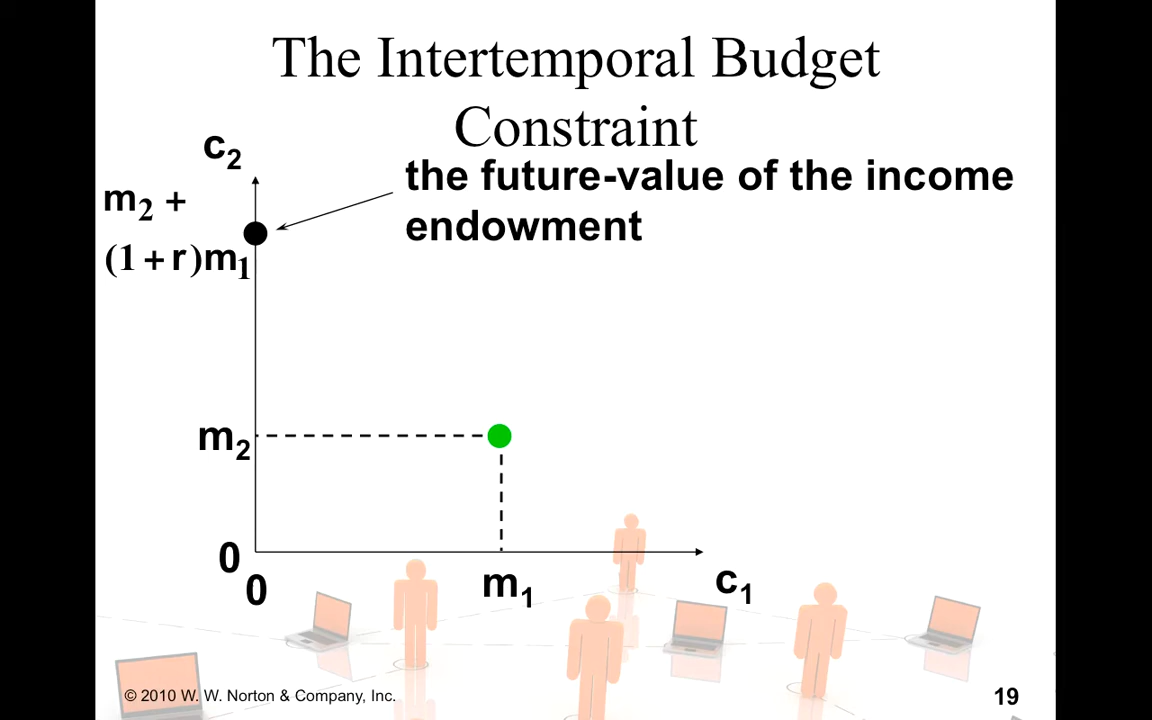 The Intertemporal Budget
Constraint
c2
the future-value of the income
endowment
m2 +
(1 + r)m1
m2
0
0
m1
c1
© 2010 W. W. Norton & Company, Inc.
19